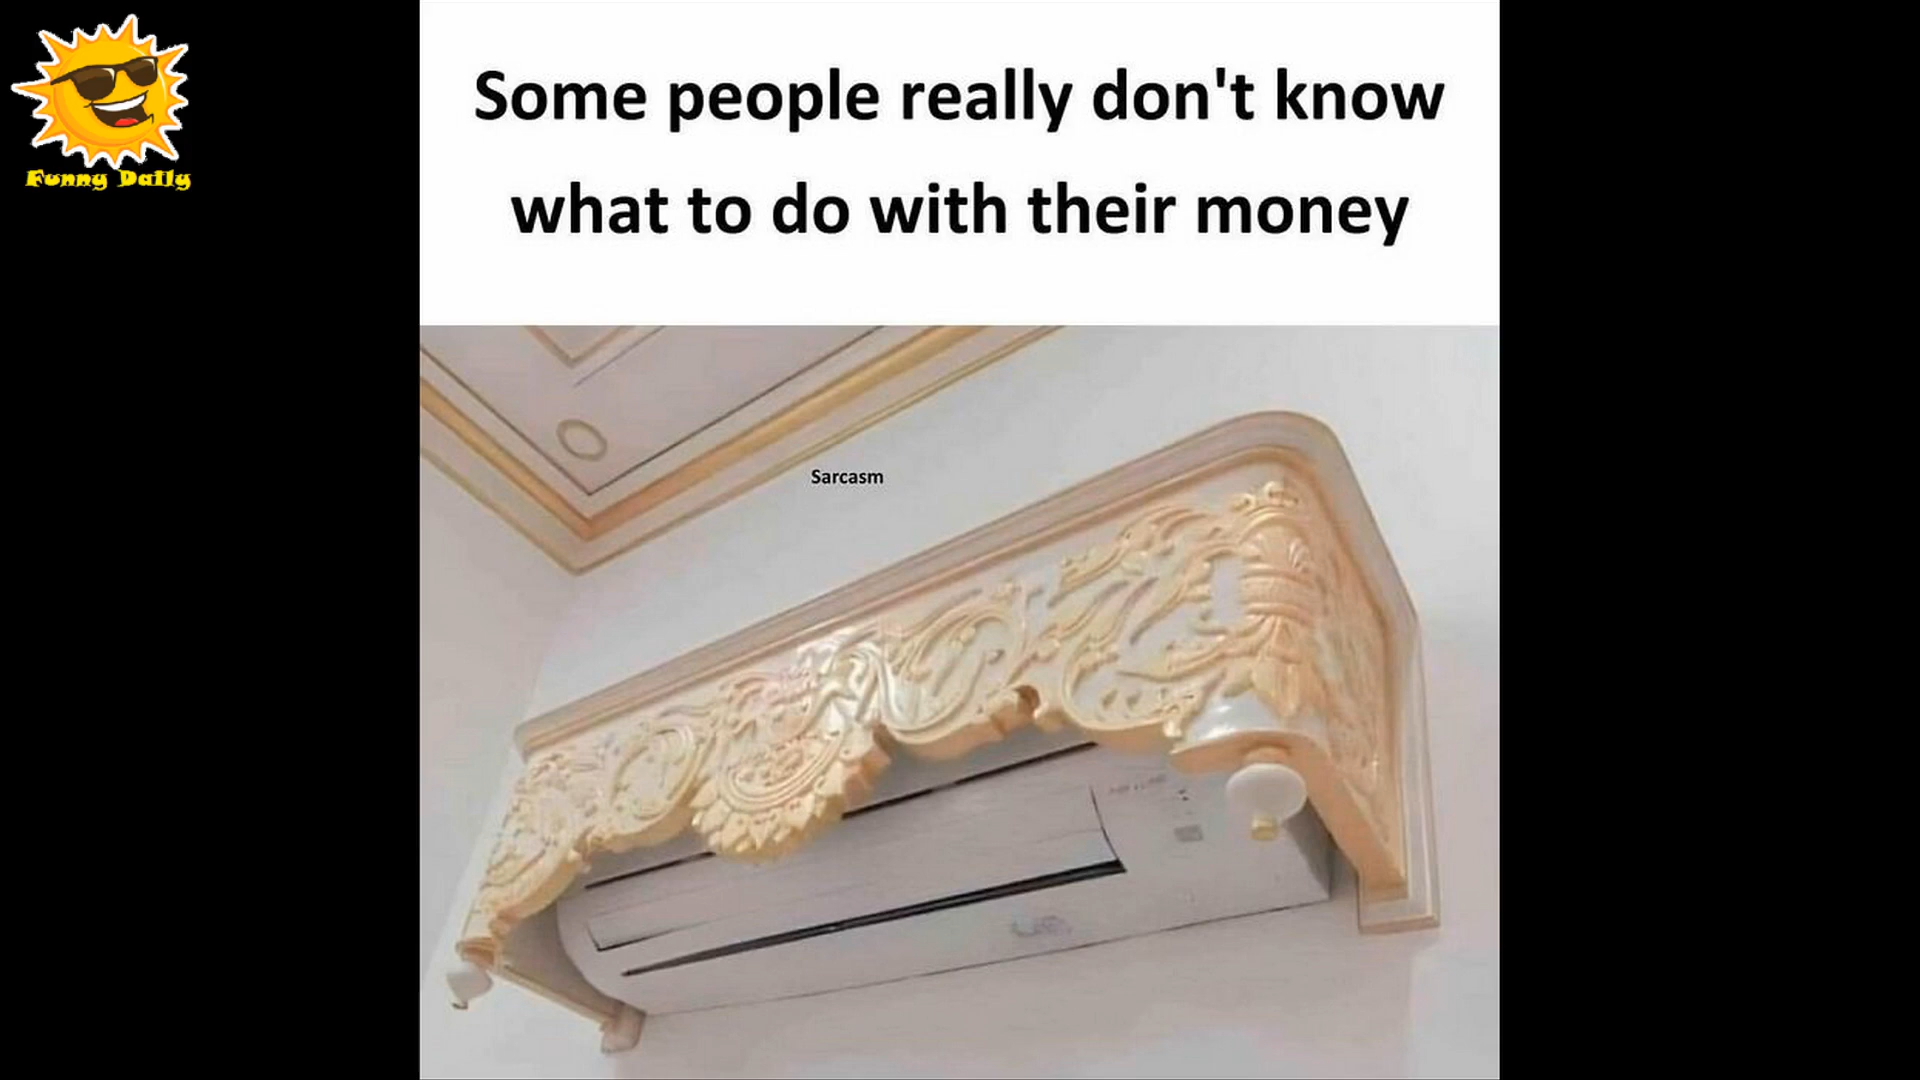 Funny Daily
Some people really don't know
what to do with their money
Sarcasm